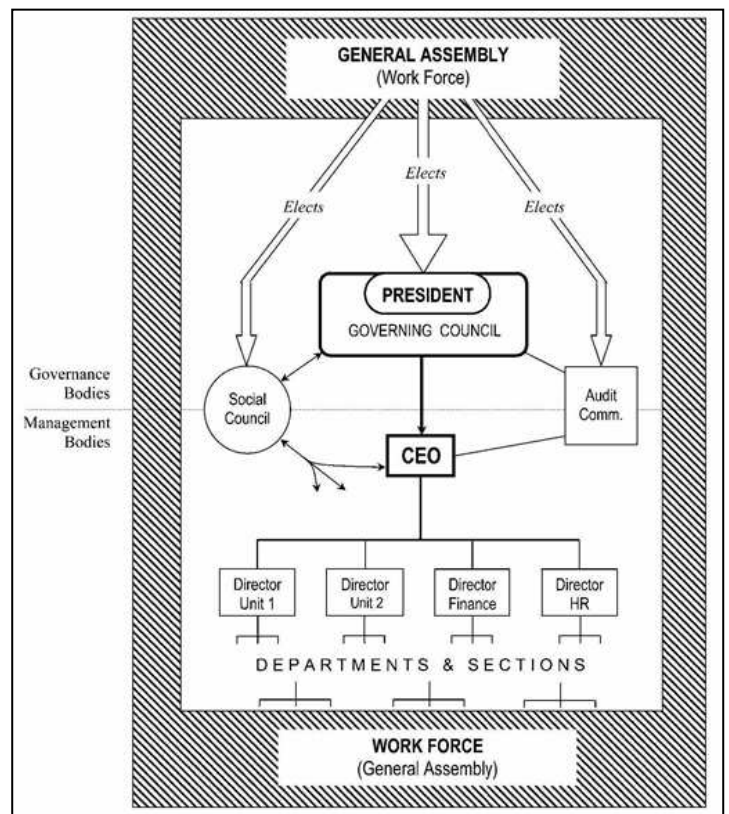 GENERAL ASSEMBLY
(Work Force)
Elects
Elects
Elects
PRESIDENT
GOVERNING COUNCIL
Governance
Bodies
Management
Bodies
Social
Council
Audit
Comm.
CEO
Director
Unit 1
Director
Unit 2
Director
Finance
Director
HR
DEPARTMENTS & SECTIONS
WORK FORCE
(General Assembly)